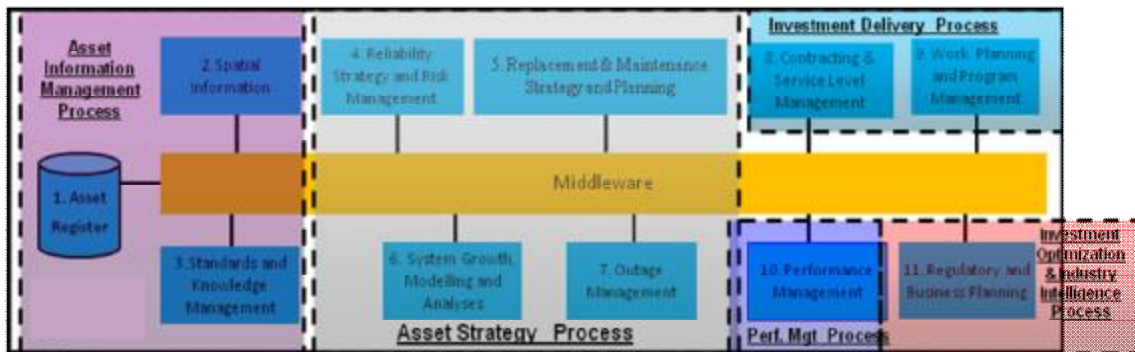 Asset
Information
Management
Process
1. Asset
Register
2. Spatial
Information
3.Standards and
Knowledge
Management
4. Reliability
Strategy and Risk
Management
5. Replacement & Maintenance
Strategy and Planning
Middleware
6. System Growth,
Modelling and
Analyses
7. Outage
Management
Asset Strategy Process
Investment Delivery Process
8. Contracting &
Service Level
Management
9. Work Planning
and Program
Management
10. Performance
Management
Perf. Mgt Process
11. Regulatory and
Business Planning
Investment
Optimization
& Industry
Intelligence
Process